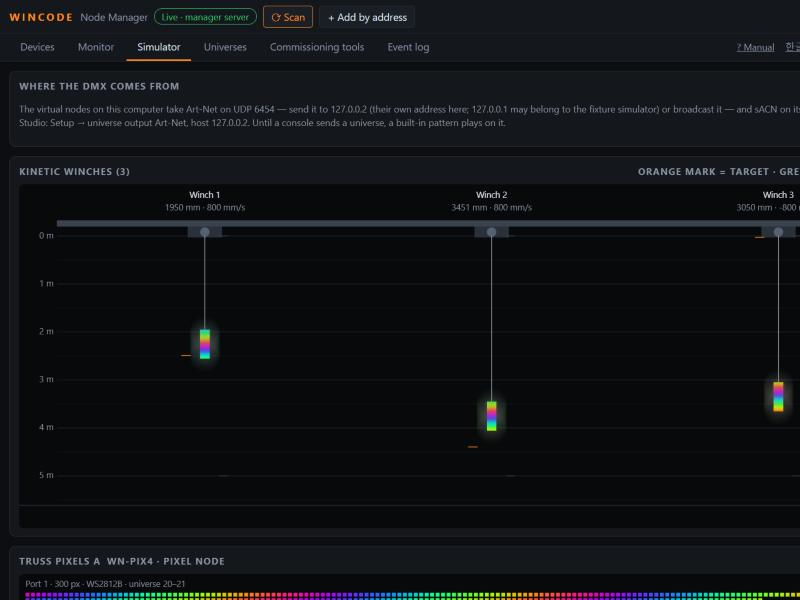 WINCODE Node Manager Live · manager server Scan + Add by address
Devices Monitor Simulator Universes Commissioning tools Event log ? Manual
WHERE THE DMX COMES FROM
The virtual nodes on this computer take Art-Net on UDP 6454 — send it to 127.0.0.2 (their own address here; 127.0.0.1 may belong to the fixture simulator) or broadcast it — and sACN on its
Studio: Setup → universe output Art-Net, host 127.0.0.2. Until a console sends a universe, a built-in pattern plays on it.
KINETIC WINCHES (3) ORANGE MARK = TARGET · GRE
Winch 1 Winch 2 Winch 3
1950 mm · 800 mm/s 3451 mm · 800 mm/s 3050 mm · -800
0 m
1 m
2 m
3 m
4 m
5 m
TRUSS PIXELS A WN-PIX4 · PIXEL NODE
Port 1 · 300 px · WS2812B · universe 20–21